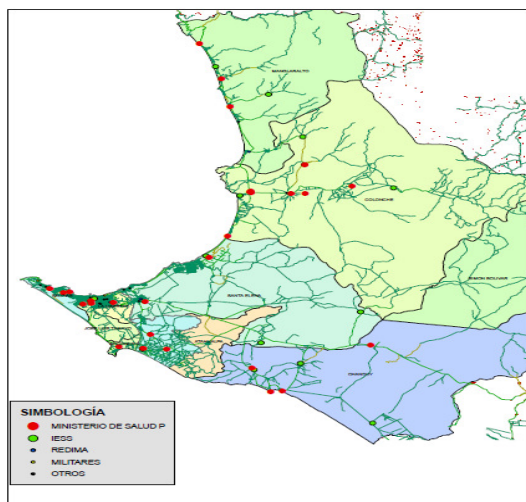 MANGLARALTO
COLONCHE
SIMON BOLIVAR
SANTA ELENA
CHANDUY
SIMBOLOGÍA
MINISTERIO DE SALUD P
IESS
REDIMA
MILITARES
OTROS